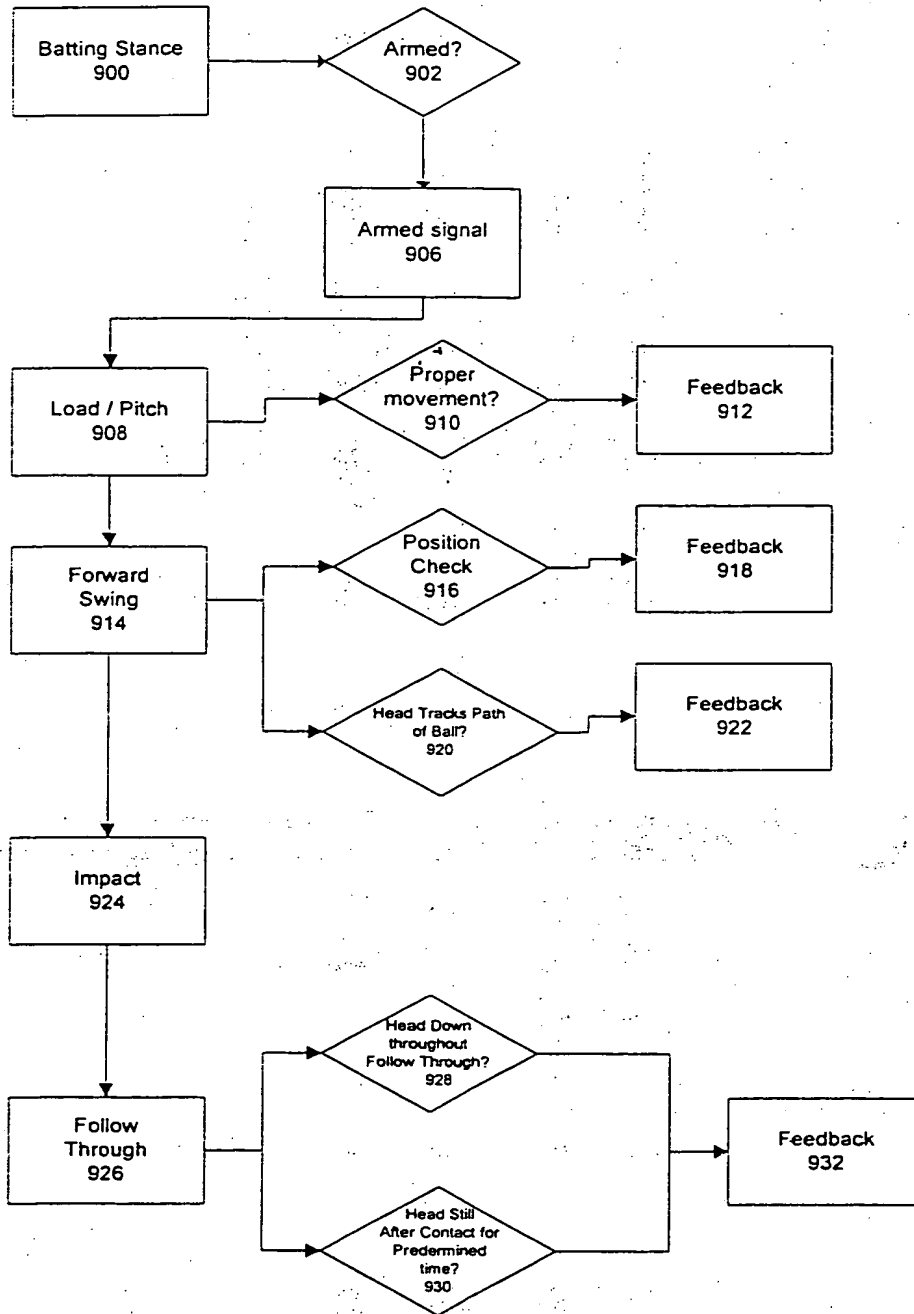 Batting Stance
900
Armed?
902
Armed signal
906
Load / Pitch
908
Proper
movement?
910
Feedback
912
Forward
Swing
914
Position
Check
916
Feedback
918
Head Tracks Path
of Ball?
920
Feedback
922
Impact
924
Follow
Through
926
Head Down
throughout
Follow Through?
928
Head Still
After Contact for
Predermined
time?
930
Feedback
932